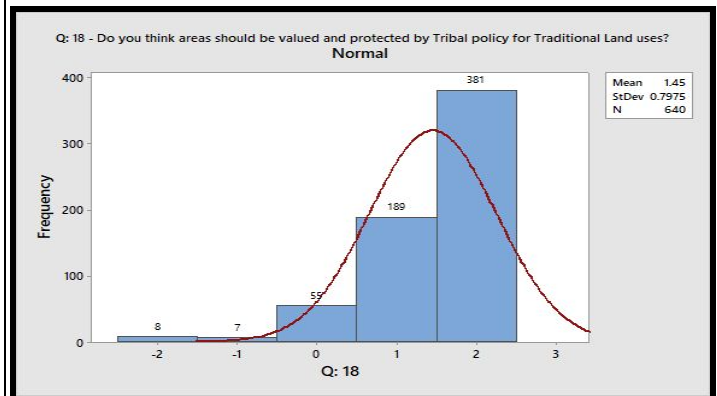 Q: 18 - Do you think areas should be valued and protected by Tribal policy for Traditional Land uses?
Normal
Mean 1.45
StDev 0.7975
N 640
Frequency
400
300
200
100
0
8
7
55
189
381
-2
-1
0
1
2
3
Q: 18